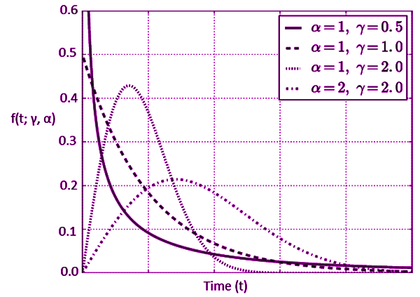 0.6
0.5
0.4
0.3
0.2
0.1
0.0
f(t; γ, α)
Time (t)
α=1, γ=0.5
α=1, γ=1.0
α=1, γ=2.0
α=2, γ=2.0